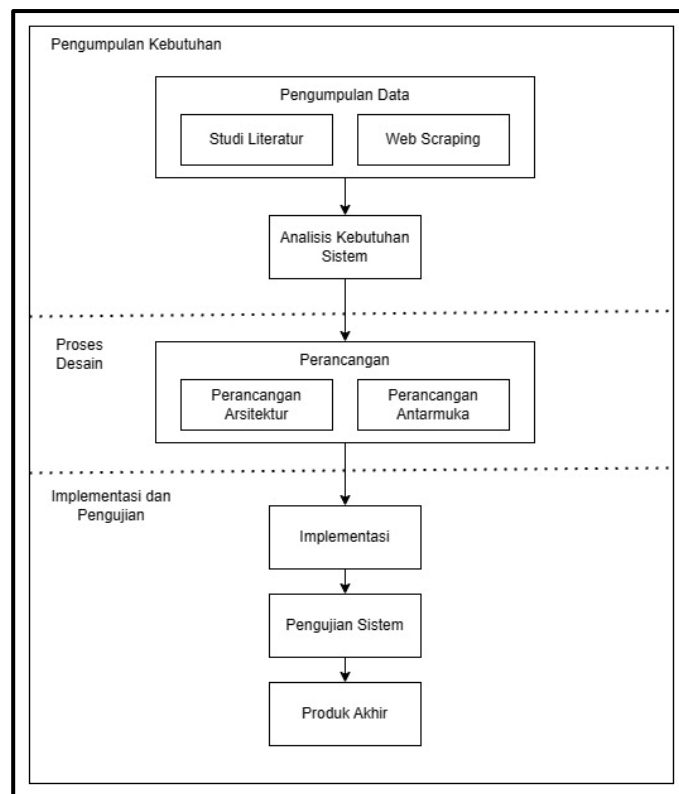 Pengumpulan Kebutuhan
Pengumpulan Data
Studi Literatur
Web Scraping
Analisis Kebutuhan
Sistem
Proses
Desain
Perancangan
Perancangan
Arsitektur
Perancangan
Antarmuka
Implementasi dan
Pengujian
Implementasi
Pengujian Sistem
Produk Akhir